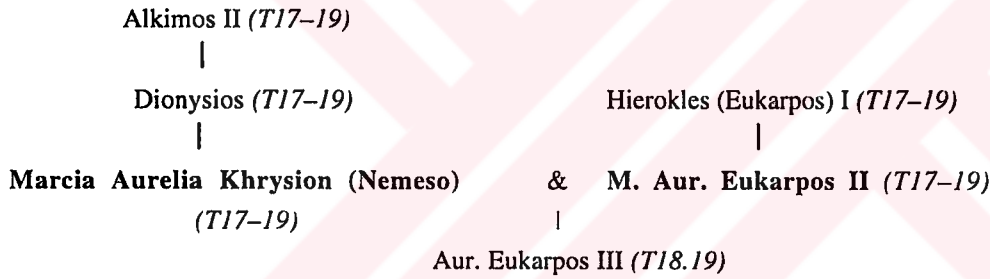 Alkimos II (T17–19)
Dionysios (T17–19) Hierokles (Eukarpos) I (T17–19)
Marcia Aurelia Khrysion (Nemeso) & M. Aur. Eukarpos II (T17–19)
(T17–19)
Aur. Eukarpos III (T18.19)